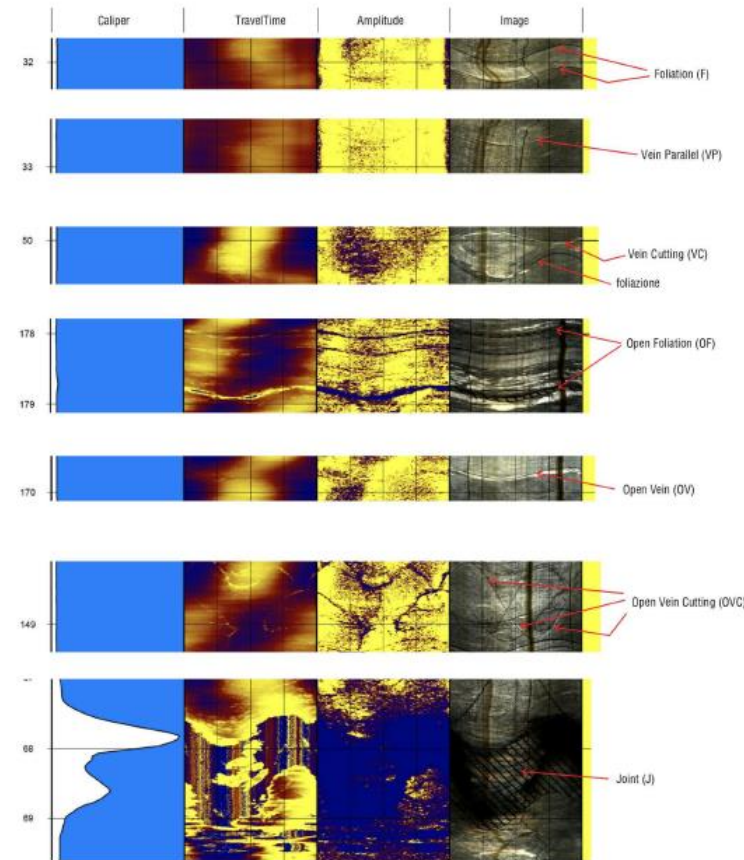 Caliper TravelTime Amplitude Image
32
Foliation (F)
Vein Parallel (VP)
33
50
Vein Cutting (VC)
foliazione
178
Open Foliation (OF)
179
170
Open Vein (OV)
Open Vein Cutting (OVC)
149
68
Joint (J)
69